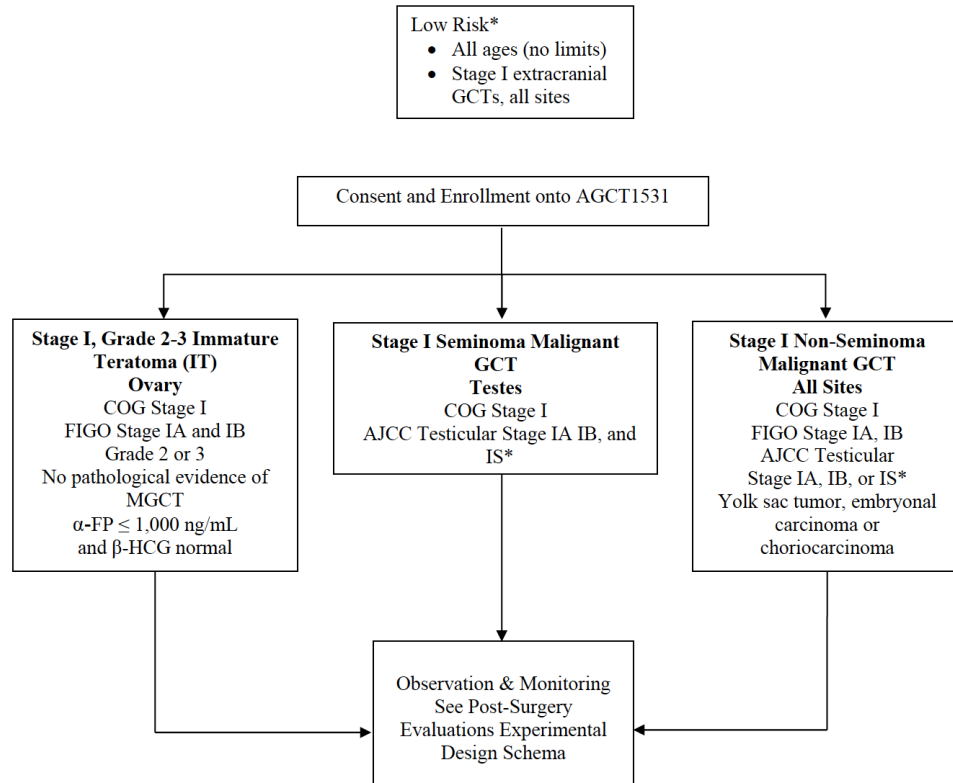 Low Risk*
• All ages (no limits)
• Stage I extracranial
GCTs, all sites
Consent and Enrollment onto AGCT1531
Stage I, Grade 2-3 Immature
Teratoma (IT)
Ovary
COG Stage I
FIGO Stage IA and IB
Grade 2 or 3
No pathological evidence of
MGCT
α-FP ≤ 1,000 ng/mL
and β-HCG normal
Stage I Seminoma Malignant
GCT
Testes
COG Stage I
AJCC Testicular Stage IA IB, and
IS*
Stage I Non-Seminoma
Malignant GCT
All Sites
COG Stage I
FIGO Stage IA, IB
AJCC Testicular
Stage IA, IB, or IS*
Yolk sac tumor, embryonal
carcinoma or
choriocarcinoma
Observation & Monitoring
See Post-Surgery
Evaluations Experimental
Design Schema